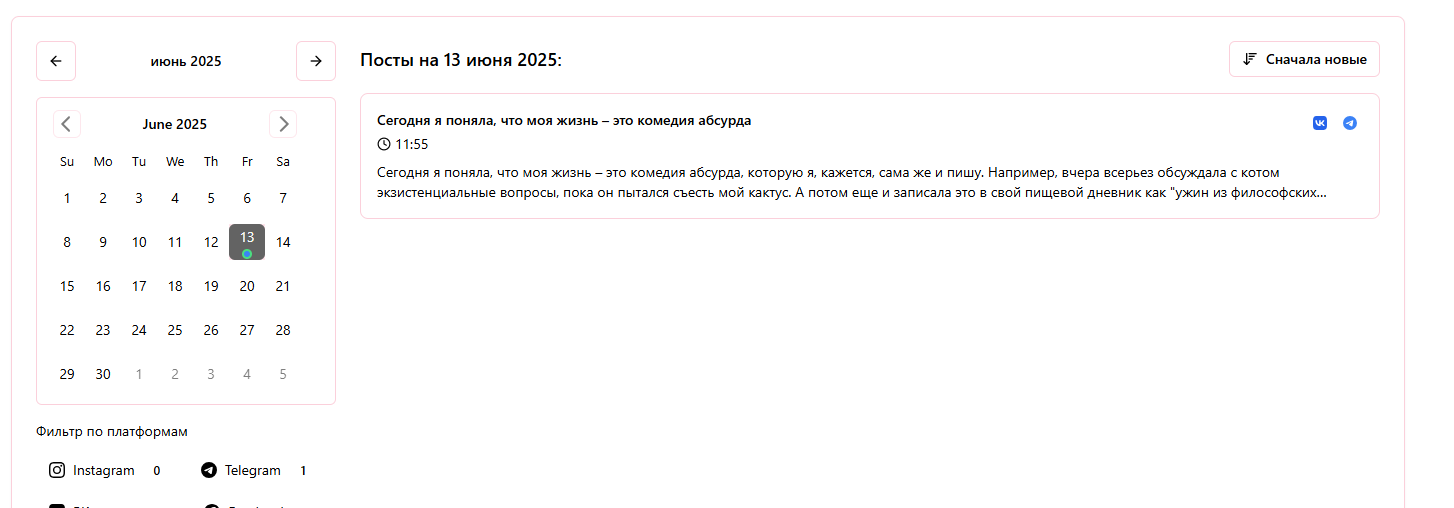 июнь 2025
Посты на 13 июня 2025:
Сначала новые
June 2025
Su Mo Tu We Th Fr Sa
1 2 3 4 5 6 7
8 9 10 11 12 13 14
15 16 17 18 19 20 21
22 23 24 25 26 27 28
29 30 1 2 3 4 5
Сегодня я поняла, что моя жизнь – это комедия абсурда
11:55
Сегодня я поняла, что моя жизнь – это комедия абсурда, которую я, кажется, сама же и пишу. Например, вчера всерьез обсуждала с котом
экзистенциальные вопросы, пока он пытался съесть мой кактус. А потом еще и записала это в свой пищевой дневник как "ужин из философских...
Фильтр по платформам
Instagram 0
Telegram 1